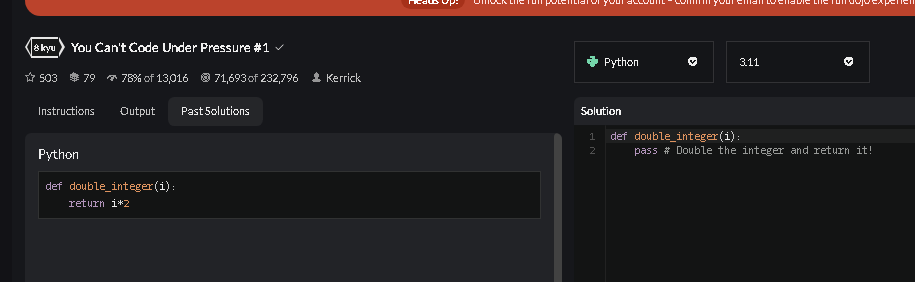 Heads Up! Unlock the full potential of your account - confirm your email to enable the full dojo experien
8 kyu You Can't Code Under Pressure #1
503 79 78% of 13,016 71,693 of 232,796 Kerrick
Instructions Output Past Solutions
Python
def double_integer(i):
return i*2
Python 3.11
Solution
1 def double_integer(i):
2 pass # Double the integer and return it!